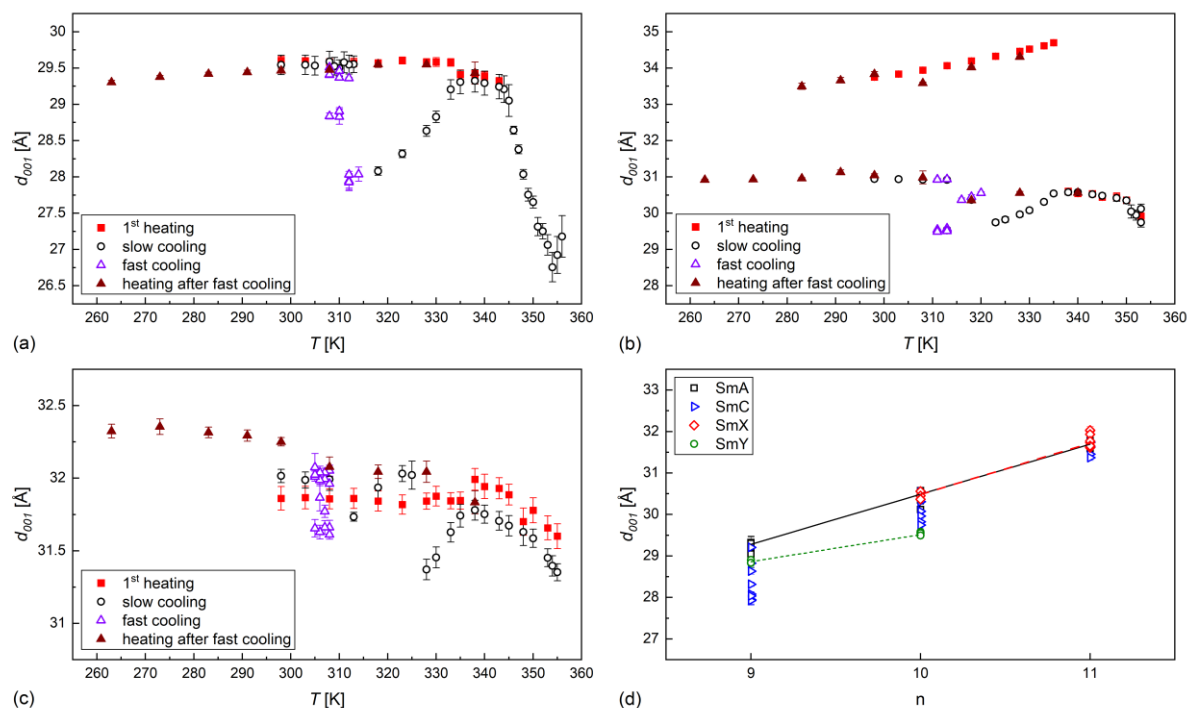 30
29.5
29
28.5
28
27.5
27
26.5
d001 [Å]
1st heating
slow cooling
fast cooling
heating after fast cooling
260 270 280 290 300 310 320 330 340 350 360
T [K]
(a)
35
34
33
32
31
30
29
28
d001 [Å]
1st heating
slow cooling
fast cooling
heating after fast cooling
260 270 280 290 300 310 320 330 340 350 360
T [K]
(b)
32.5
32
31.5
31
d001 [Å]
1st heating
slow cooling
fast cooling
heating after fast cooling
260 270 280 290 300 310 320 330 340 350 360
T [K]
(c)
33
32
31
30
29
28
27
d001 [Å]
SmA
SmC
SmX
SmY
9 10 11
n
(d)